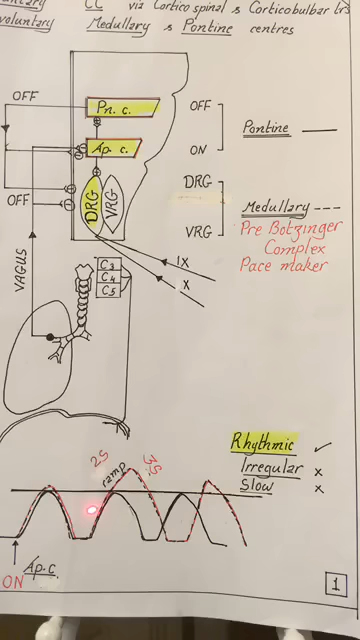 voluntary
CC via Cortico spinal & Corticobulbar trs
Medullary & Pontine centres
OFF
Pn. c.
OFF
Ap. c.
ON
Pontine
OFF
DRG
VRG
DRG
VRG
Medullary
Pre Botzinger
Complex
Pace maker
IX
X
VAGUS
C3
C4
C5
Rhythmic
Irregular x
Slow x
2S
ramp
3S
Ap.c.
ON
1